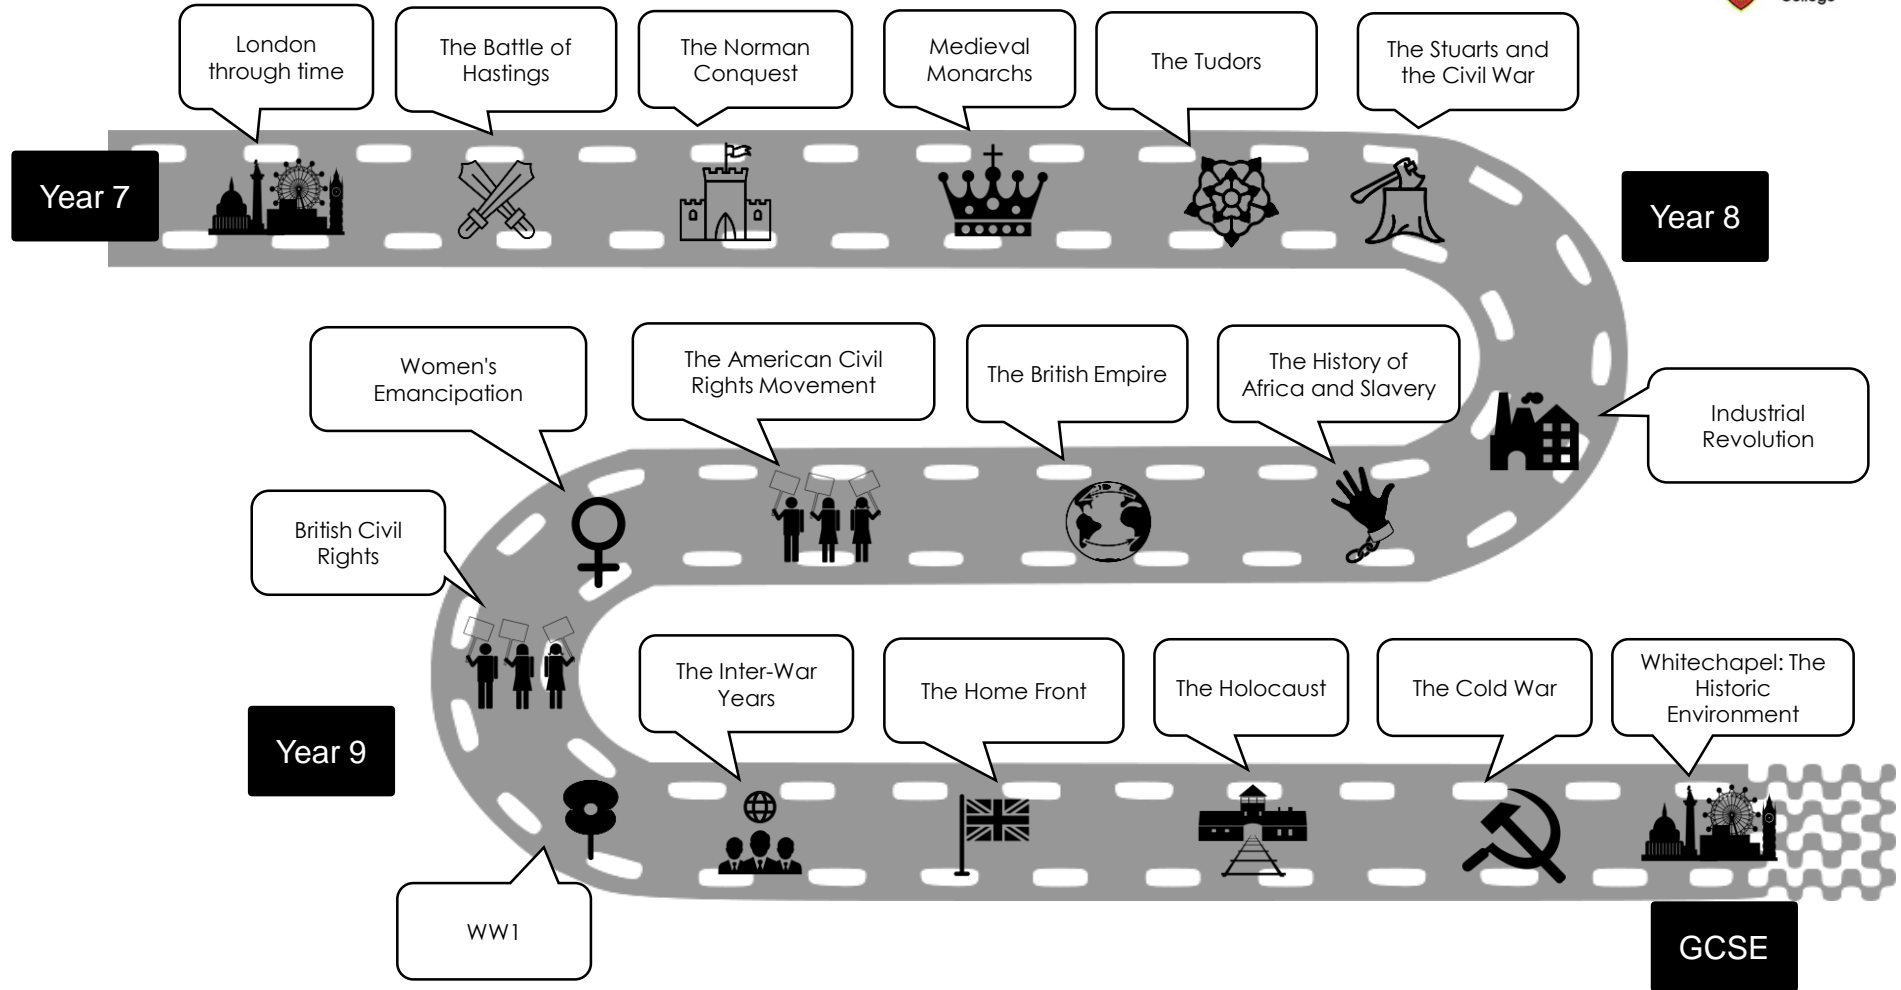 College
London
through time
The Battle of
Hastings
The Norman
Conquest
Medieval
Monarchs
The Tudors
The Stuarts and
the Civil War
Year 7
Year 8
Women's
Emancipation
The American Civil
Rights Movement
The British Empire
The History of
Africa and Slavery
Industrial
Revolution
British Civil
Rights
Year 9
The Inter-War
Years
The Home Front
The Holocaust
The Cold War
Whitechapel: The
Historic
Environment
WW1
GCSE